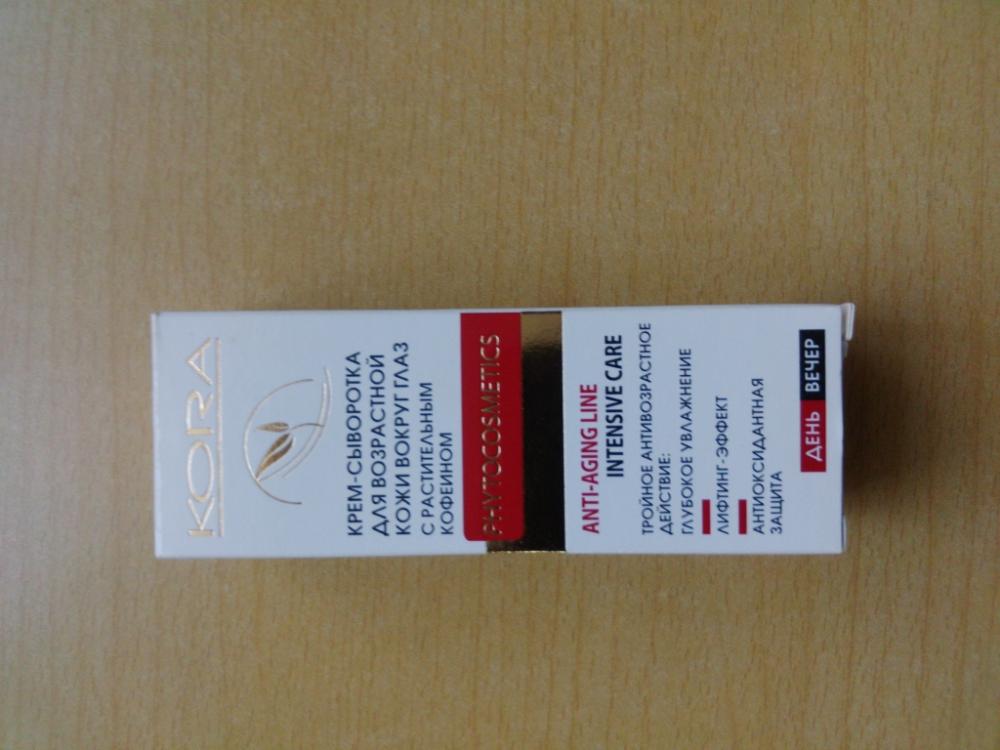 KORA
КРЕМ-СЫВОРОТКА
ДЛЯ ВОЗРАСТНОЙ
КОЖИ ВОКРУГ ГЛАЗ
С РАСТИТЕЛЬНЫМ
КОФЕИНОМ
PHYTOCOSMETICS
ANTI-AGING LINE
INTENSIVE CARE
ТРОЙНОЕ АНТИВОЗРАСТНОЕ
ДЕЙСТВИЕ:
ГЛУБОКОЕ УВЛАЖНЕНИЕ
ЛИФТИНГ-ЭФФЕКТ
АНТИОКСИДАНТНАЯ
ЗАЩИТА
ДЕНЬ ВЕЧЕР